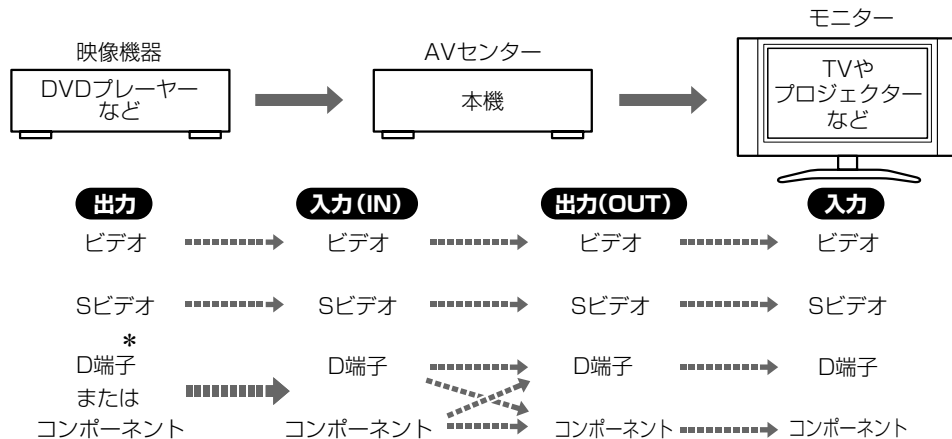 モニター
映像機器
AVセンター
DVDプレーヤー
など
本機
TVや
プロジェクター
など
出力
入力(IN)
出力(OUT)
入力
ビデオ
ビデオ
ビデオ
ビデオ
Sビデオ
Sビデオ
Sビデオ
Sビデオ
*
D端子
または
コンポーネント
D端子
コンポーネント
D端子
コンポーネント
D端子
コンポーネント